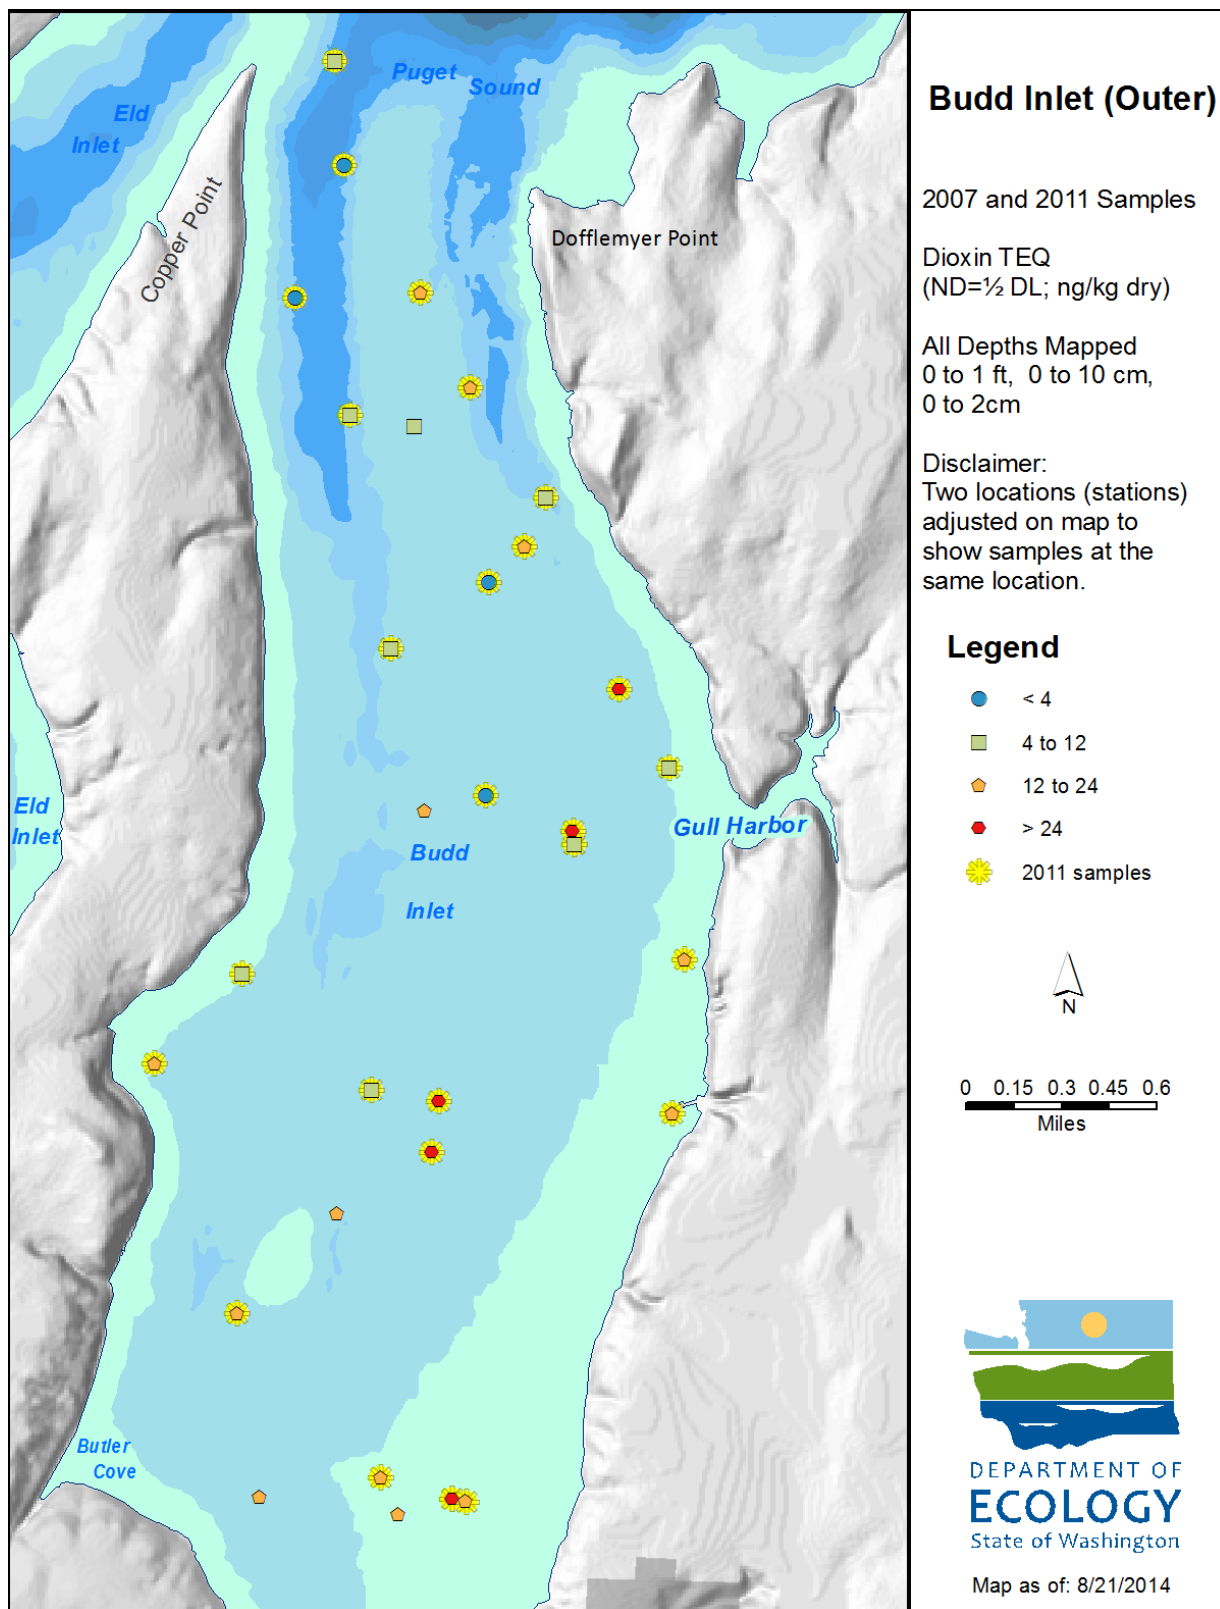 Puget
Sound
Eld
Inlet
Copper Point
Dofflemyer Point
Eld
Inlet
Gull Harbor
Budd
Inlet
Butler
Cove
Budd Inlet (Outer)
2007 and 2011 Samples
Dioxin TEQ
(ND=½ DL; ng/kg dry)
All Depths Mapped
0 to 1 ft, 0 to 10 cm,
0 to 2cm
Disclaimer:
Two locations (stations)
adjusted on map to
show samples at the
same location.
Legend
< 4
4 to 12
12 to 24
> 24
2011 samples
N
0 0.15 0.3 0.45 0.6
Miles
DEPARTMENT OF
ECOLOGY
State of Washington
Map as of: 8/21/2014